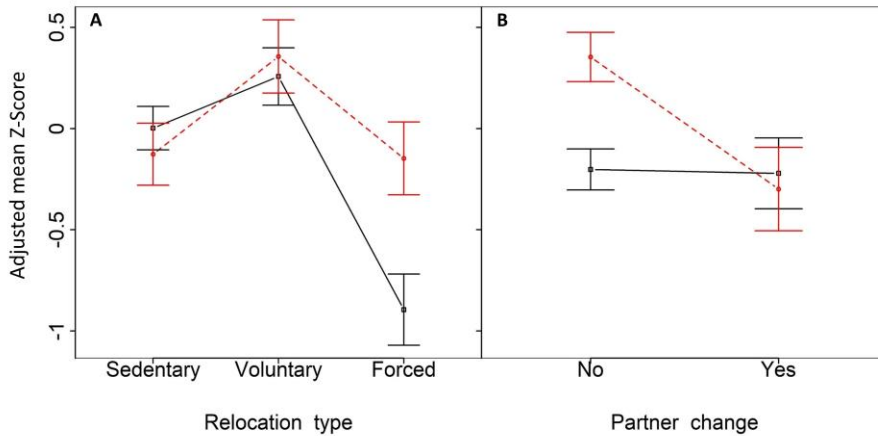 A
B
Adjusted mean Z-Score
0.5
0
-0.5
-1
Sedentary Voluntary Forced
No Yes
Relocation type
Partner change